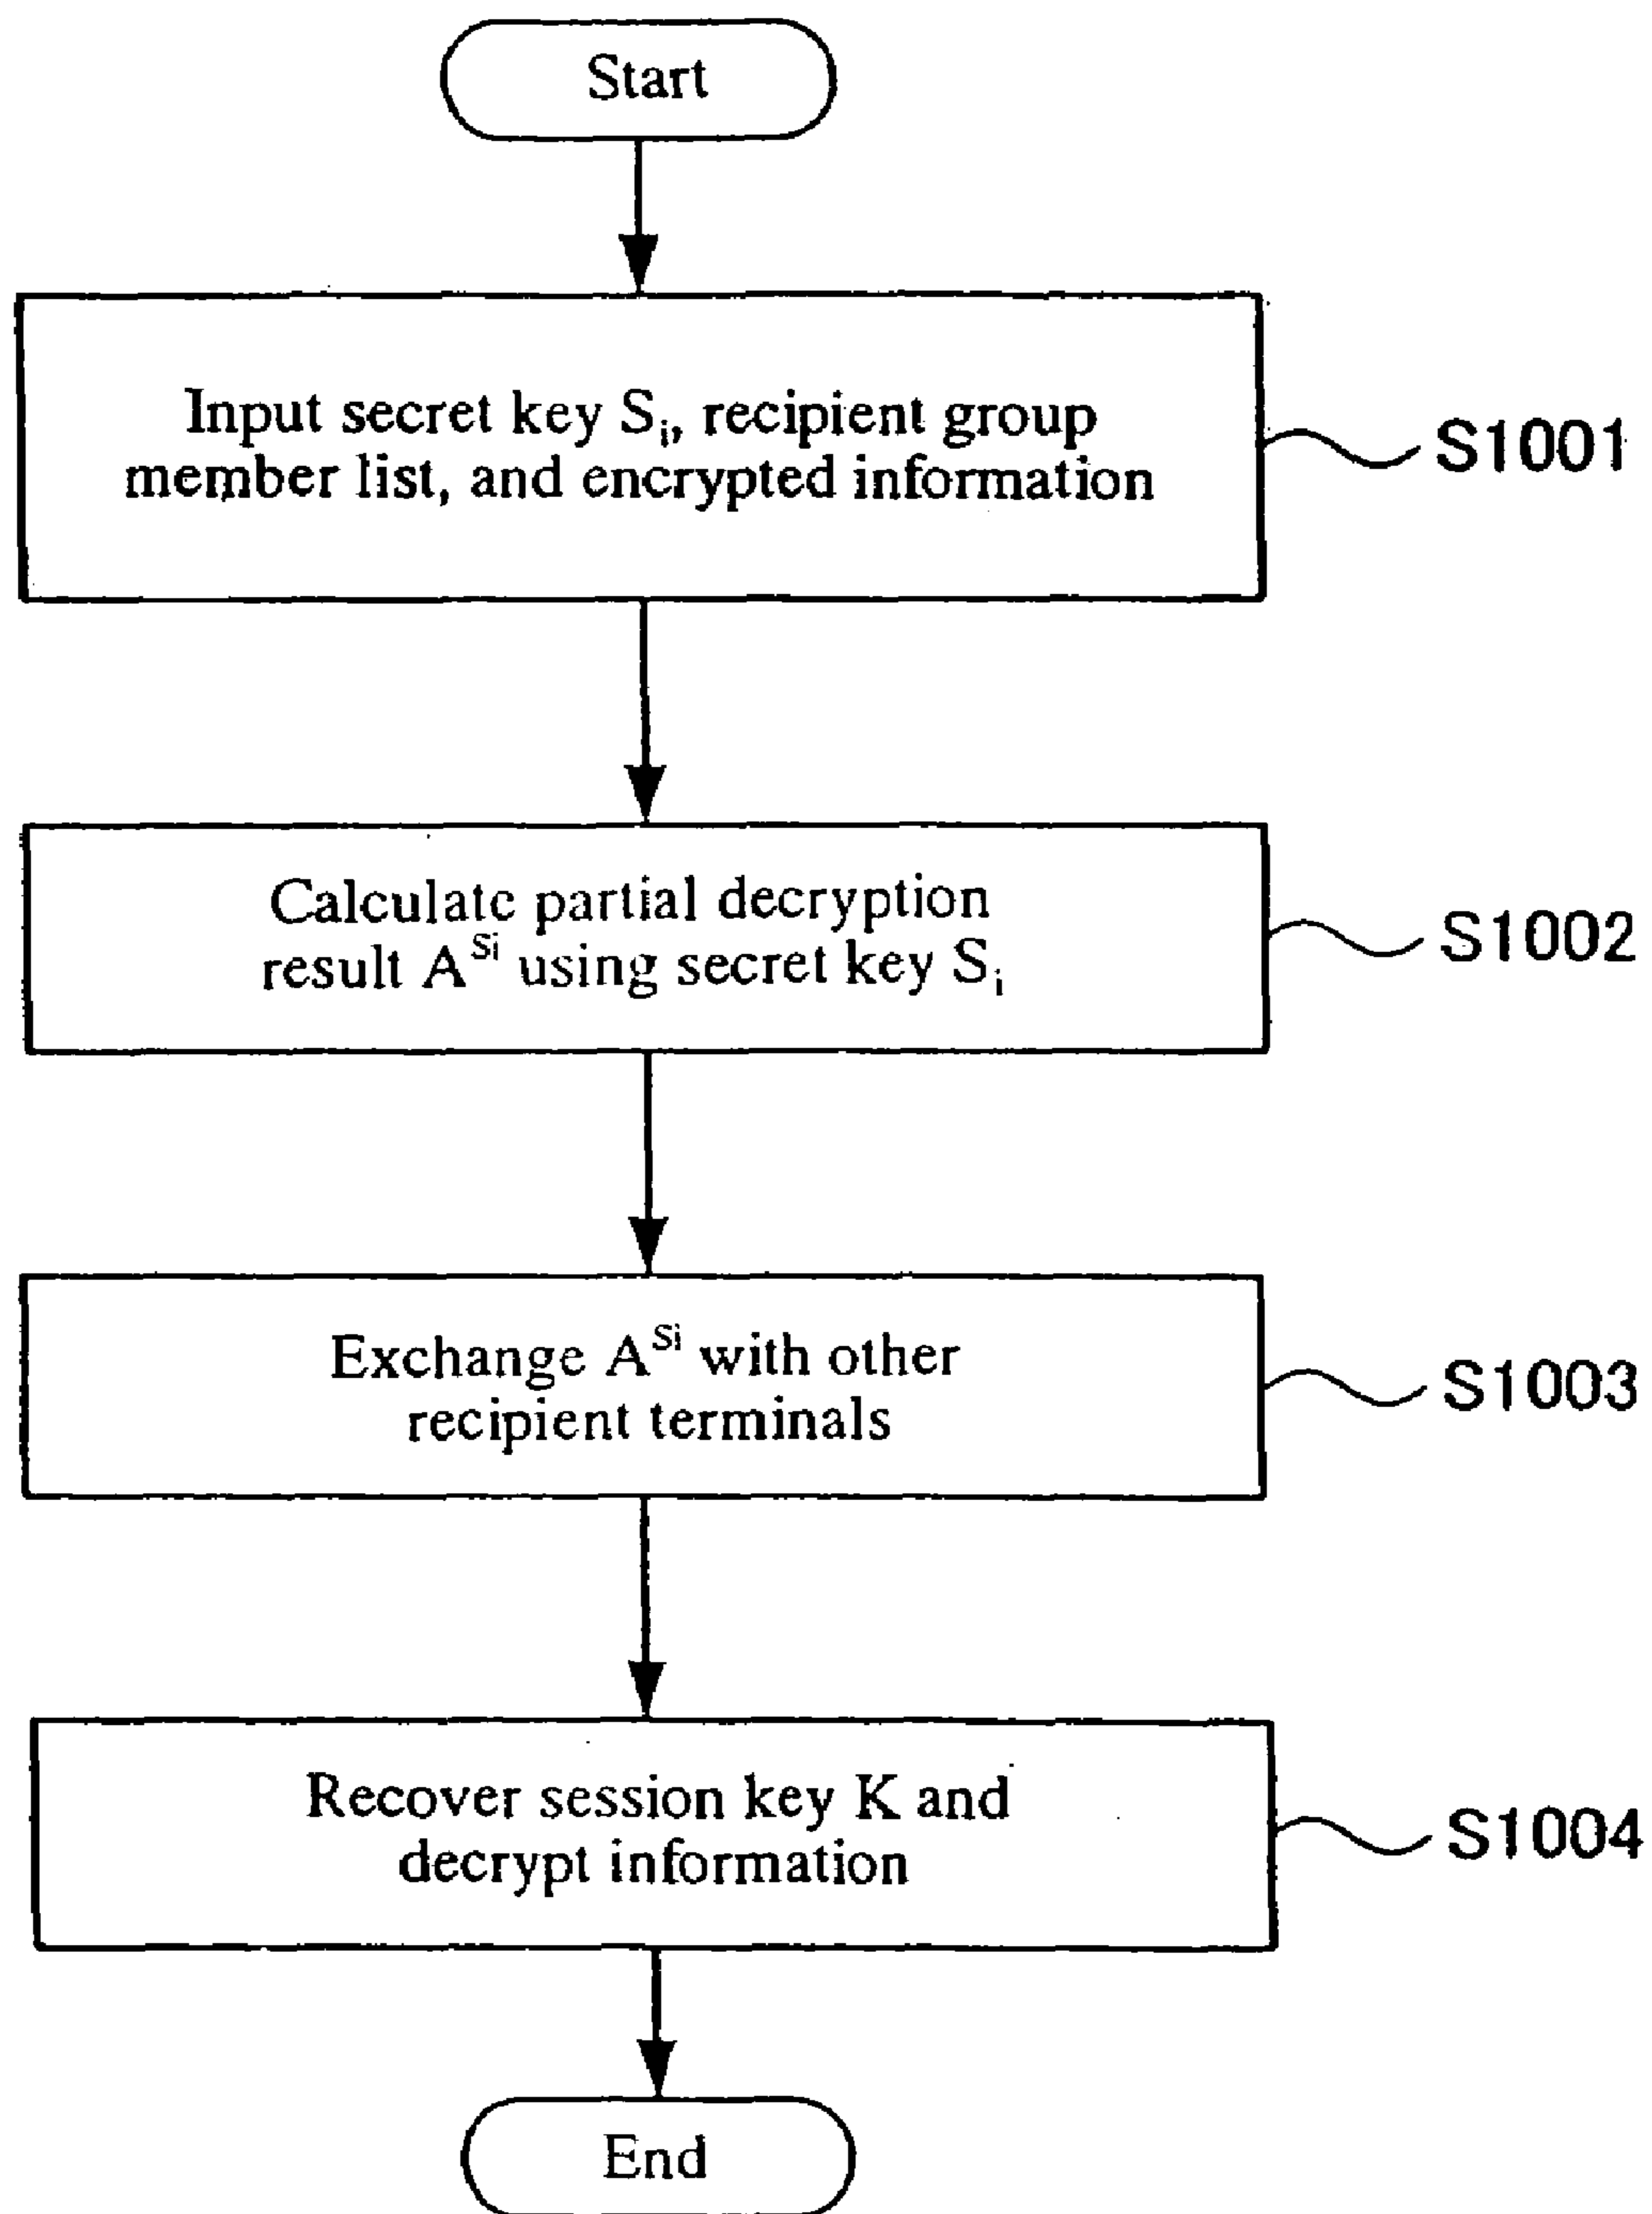 Start
Input secret key Sᵢ, recipient group
member list, and encrypted information
S1001
Calculate partial decryption
result A^Si using secret key Sᵢ
S1002
Exchange A^Si with other
recipient terminals
S1003
Recover session key K and
decrypt information
S1004
End